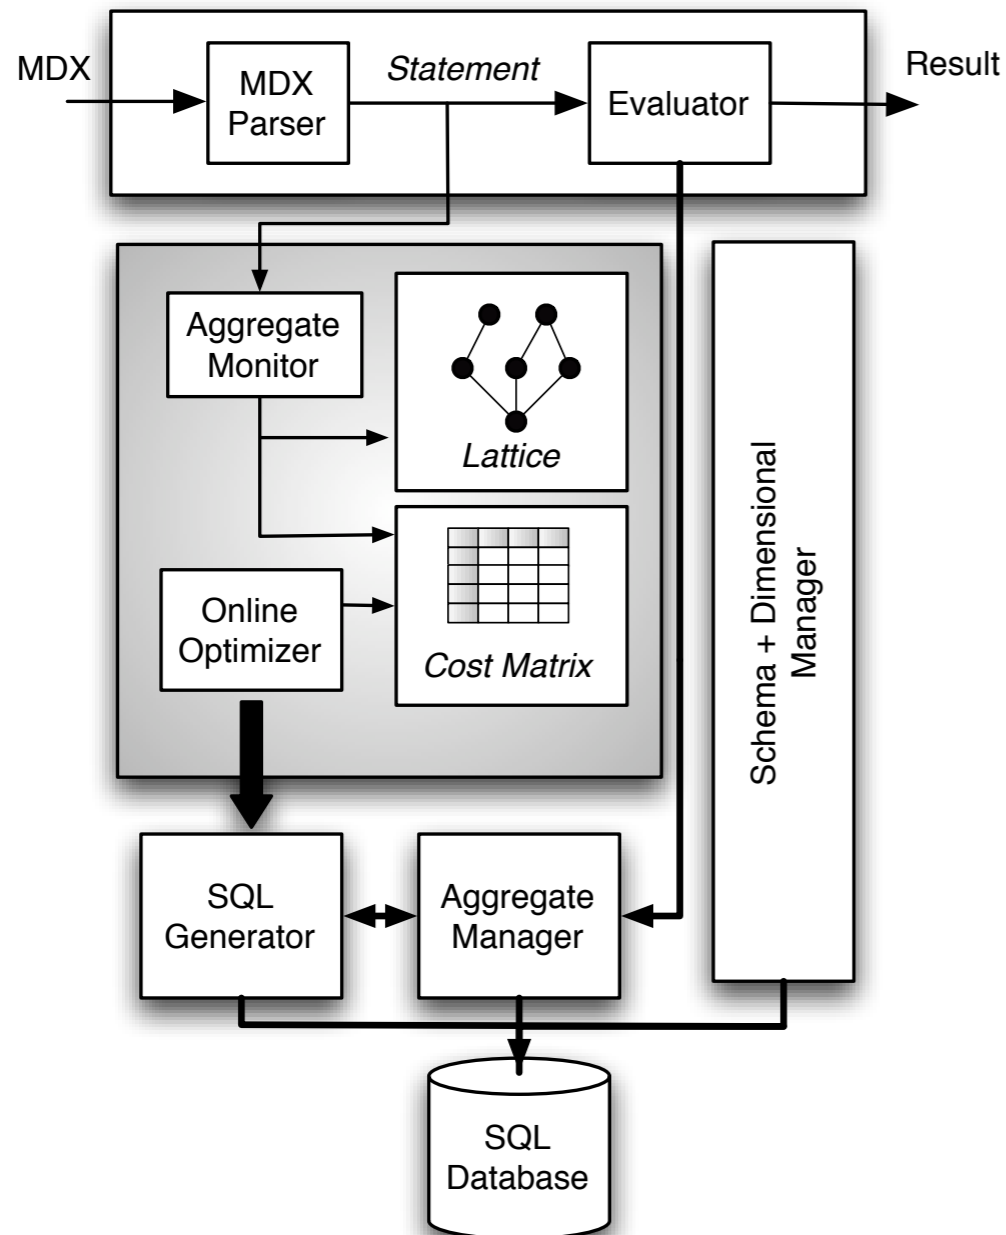 MDX
MDX
Parser
Statement
Evaluator
Result
Aggregate
Monitor
Lattice
Online
Optimizer
Cost Matrix
Schema + Dimensional
Manager
SQL
Generator
Aggregate
Manager
SQL
Database